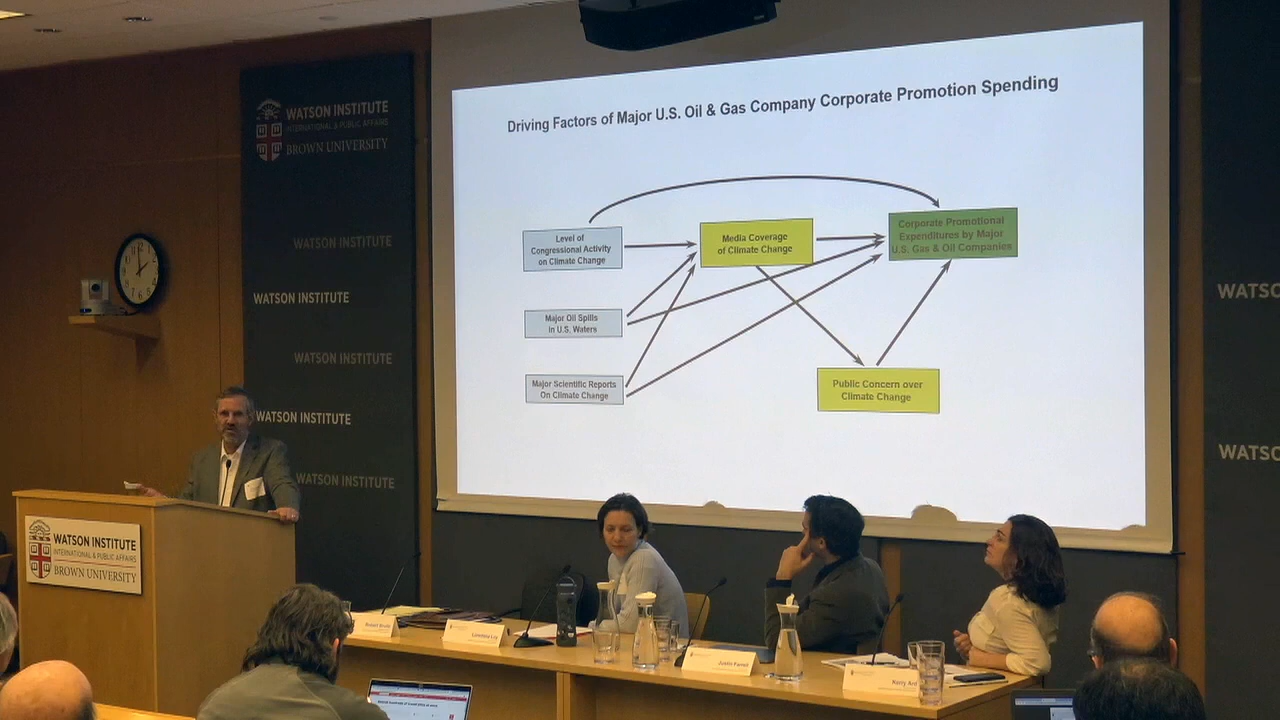 WATSON INSTITUTE
INTERNATIONAL & PUBLIC AFFAIRS
BROWN UNIVERSITY
WATSON INSTITUTE
WATSON INSTITUTE
WATSON INSTITUTE
WATSON INSTITUTE
WATSON INSTITUTE
Driving Factors of Major U.S. Oil & Gas Company Corporate Promotion Spending
Level of
Congressional Activity
on Climate Change
Media Coverage
of Climate Change
Corporate Promotional
Expenditures by Major
U.S. Gas & Oil Companies
Major Oil Spills
in U.S. Waters
Major Scientific Reports
On Climate Change
Public Concern over
Climate Change
WATSO
WATSO
WATSON INSTITUTE
INTERNATIONAL & PUBLIC AFFAIRS
BROWN UNIVERSITY
Robert Brulle
Justin Farrell